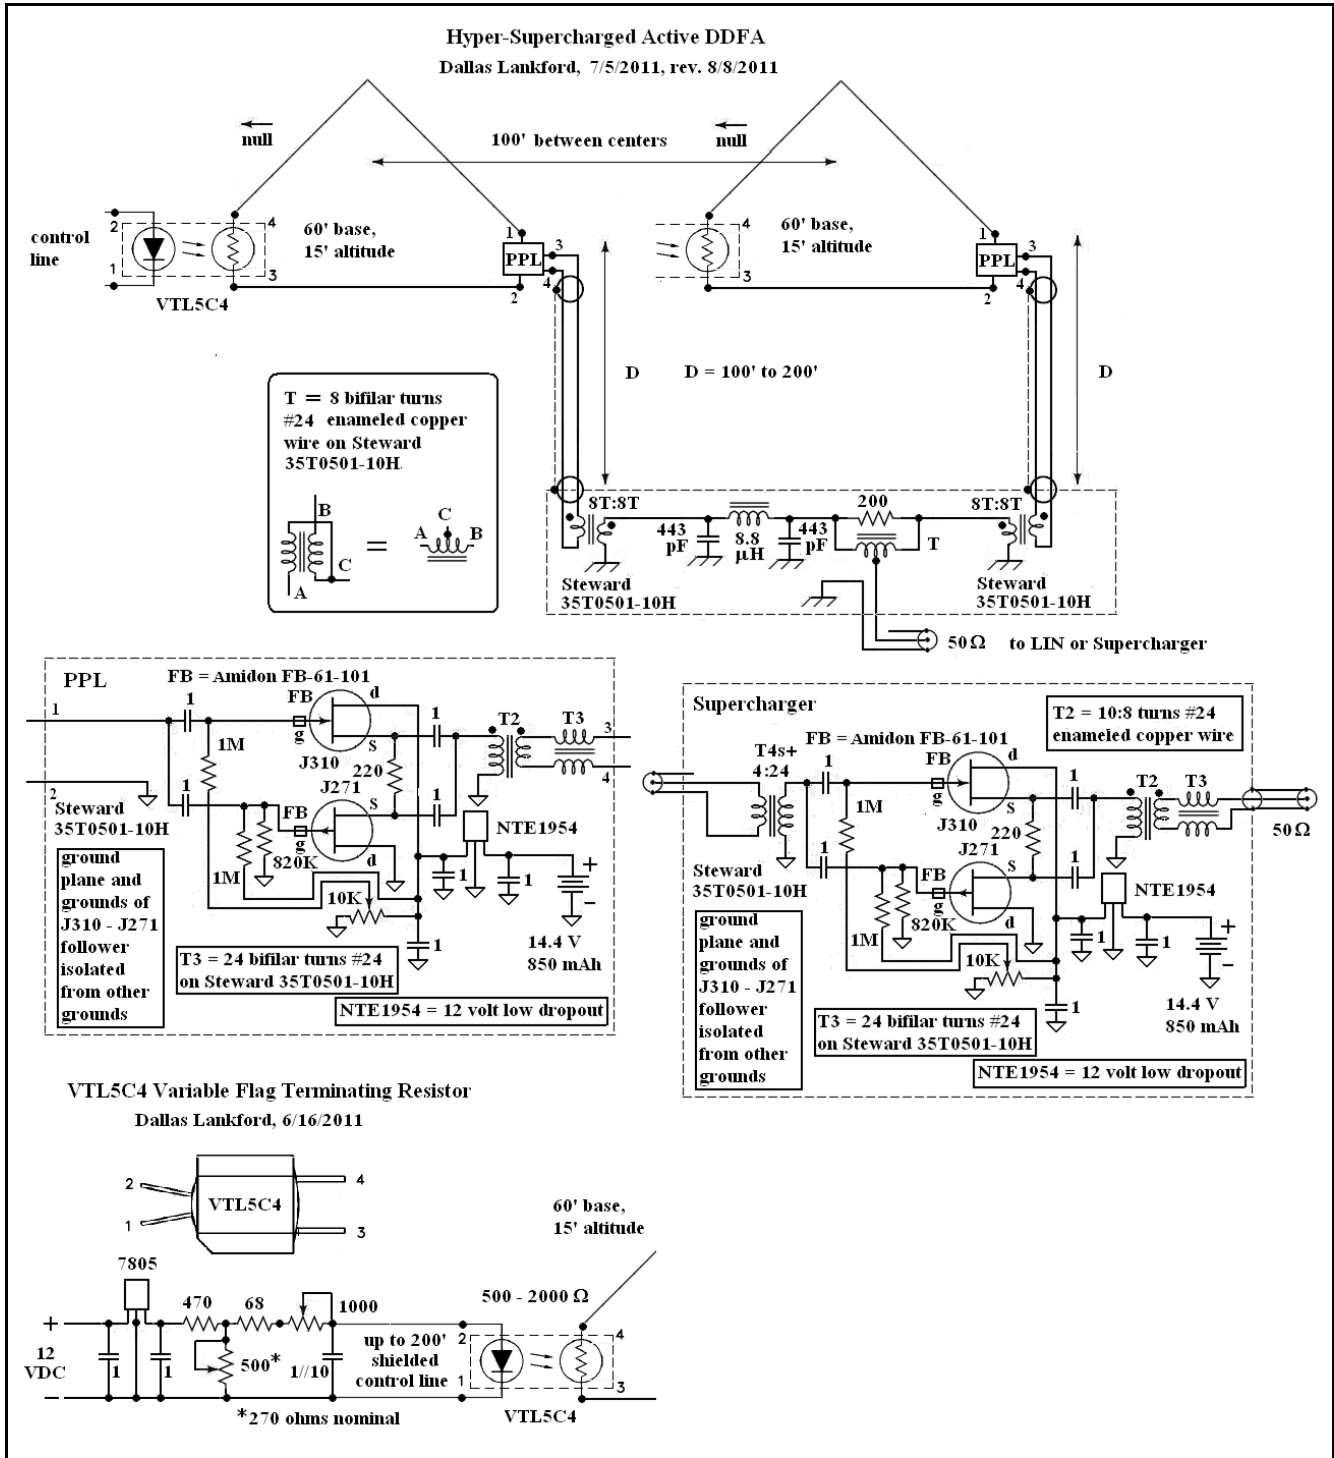 Hyper-Supercharged Active DDFA
Dallas Lankford, 7/5/2011, rev. 8/8/2011
null
100' between centers
null
control
line
2
1
4
3
VTL5C4
60' base,
15' altitude
1
PPL
3
4
2
4
3
60' base,
15' altitude
1
PPL
3
4
2
D
D = 100' to 200'
D
T = 8 bifilar turns
#24 enameled copper
wire on Steward
35T0501-10H
B
C
A
=
C
A
B
8T:8T
443
pF
8.8
μH
443
pF
200
T
8T:8T
Steward
35T0501-10H
Steward
35T0501-10H
50Ω
to LIN or Supercharger
PPL
FB = Amidon FB-61-101
1
2
1
FB
d
g
s
J310
1M
1
220
J271
FB
s
g
d
820K
1M
10K
1
1
T2
T3
3
4
NTE1954
1
1
1
+
-
14.4 V
850 mAh
Steward
35T0501-10H
ground
plane and
grounds of
J310 - J271
follower
isolated
from other
grounds
T3 = 24 bifilar turns #24
on Steward 35T0501-10H
NTE1954 = 12 volt low dropout
Supercharger
T2 = 10:8 turns #24
enameled copper wire
FB = Amidon FB-61-101
T4s+
4:24
1
FB
d
g
s
J310
1M
1
220
J271
FB
s
g
d
820K
1M
10K
1
1
T2
T3
50Ω
NTE1954
1
1
1
+
-
14.4 V
850 mAh
Steward
35T0501-10H
ground
plane and
grounds of
J310 - J271
follower
isolated
from other
grounds
T3 = 24 bifilar turns #24
on Steward 35T0501-10H
NTE1954 = 12 volt low dropout
VTL5C4 Variable Flag Terminating Resistor
Dallas Lankford, 6/16/2011
2
1
VTL5C4
4
3
7805
+
12
VDC
-
1
1
470
500*
68
1000
1//10
*270 ohms nominal
up to 200'
shielded
control line
500 - 2000 Ω
60' base,
15' altitude
2
1
4
3
VTL5C4